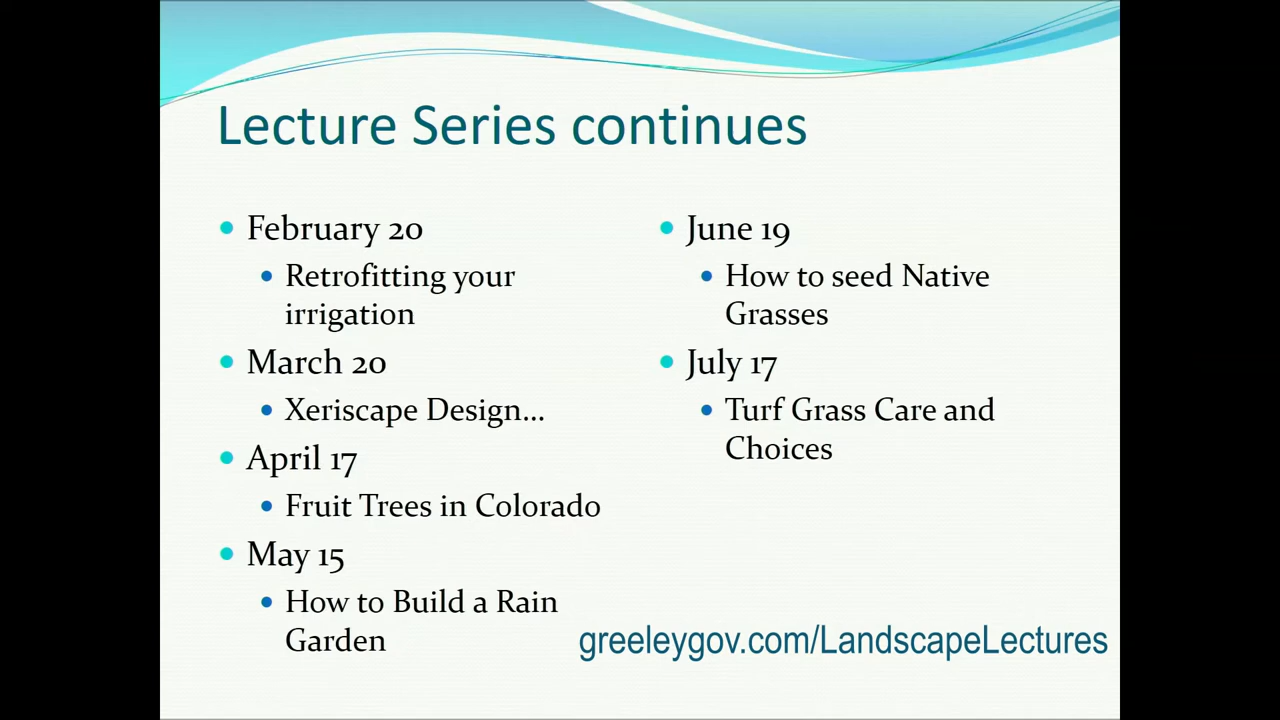 Lecture Series continues
February 20
Retrofitting your
irrigation
March 20
Xeriscape Design...
April 17
Fruit Trees in Colorado
May 15
How to Build a Rain
Garden
June 19
How to seed Native
Grasses
July 17
Turf Grass Care and
Choices
greeleygov.com/LandscapeLectures